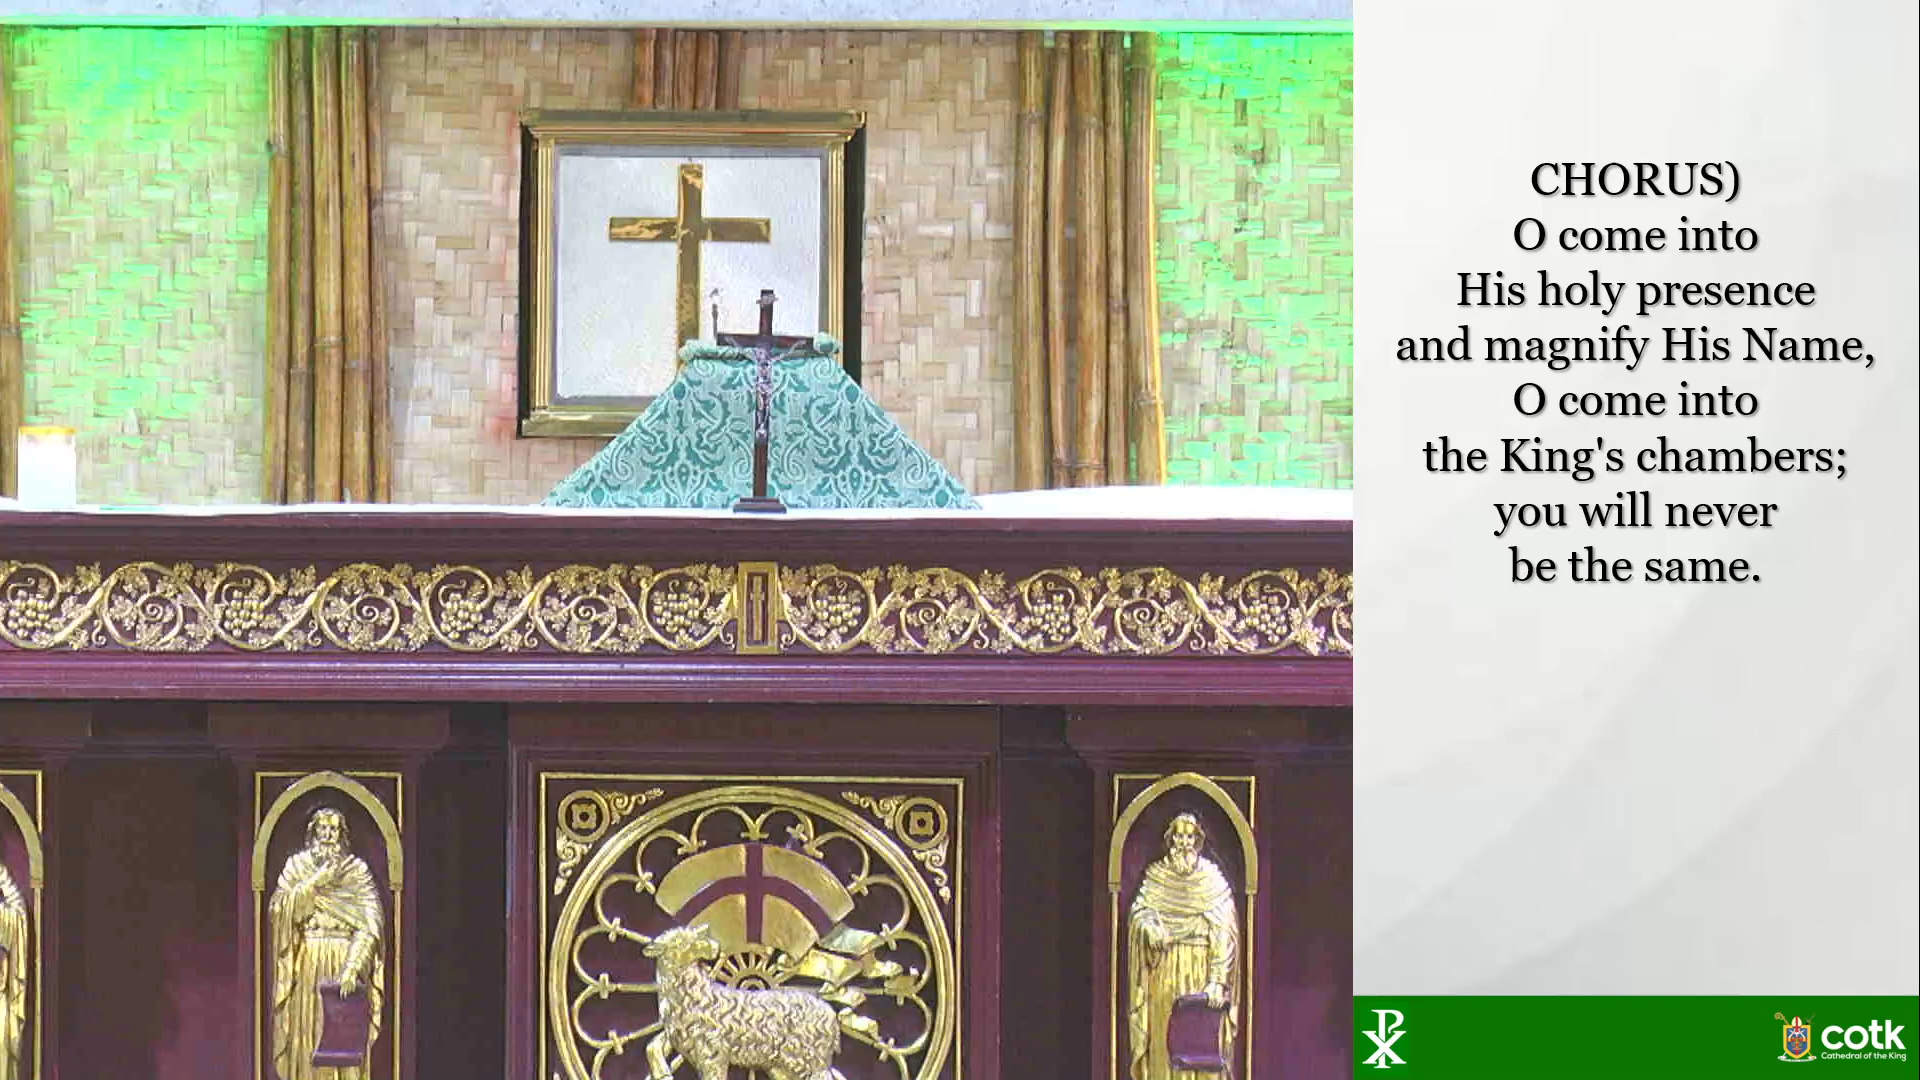 CHORUS)
O come into
His holy presence
and magnify His Name,
O come into
the King's chambers;
you will never
be the same.
cotk
Cathedral of the King